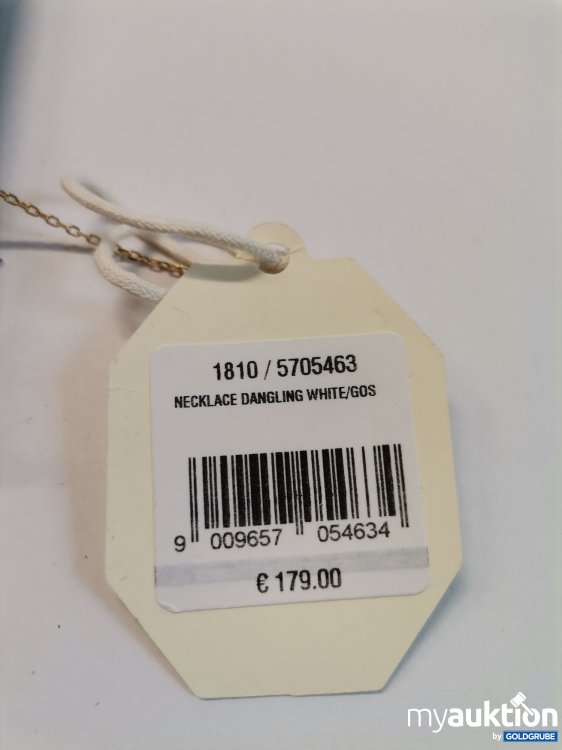 1810 / 5705463
NECKLACE DANGLING WHITE/GOS
9 009657 054634
€ 179.00
myauktion
by GOLDGRUBE